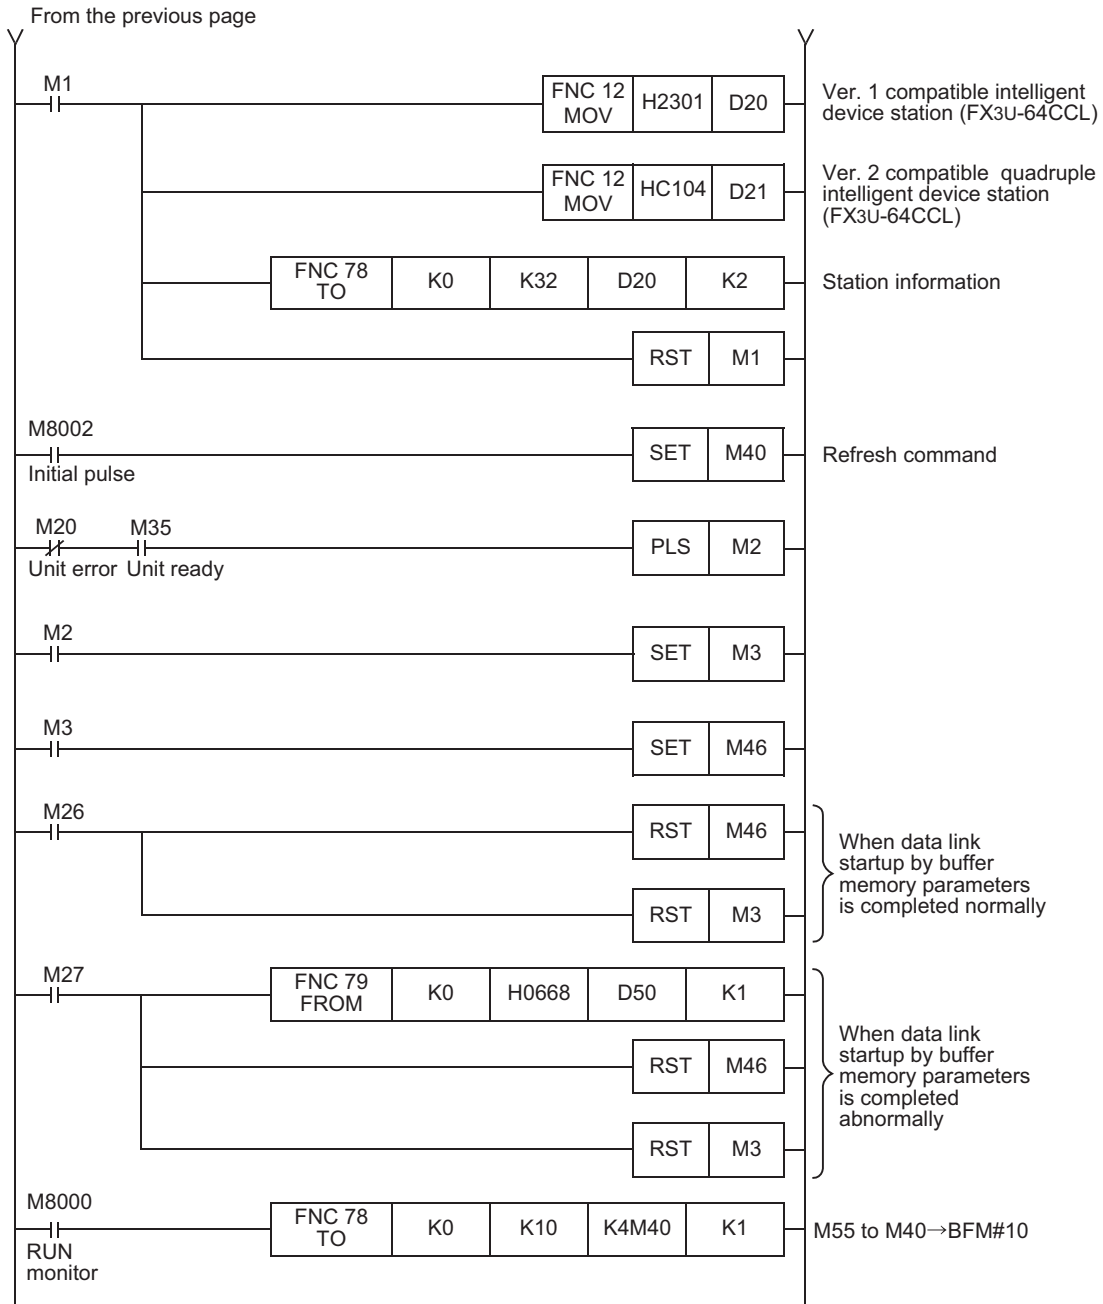 From the previous page
M1
FNC 12
MOV
H2301
D20
Ver. 1 compatible intelligent
device station (FX3U-64CCL)
FNC 12
MOV
HC104
D21
Ver. 2 compatible quadruple
intelligent device station
(FX3U-64CCL)
FNC 78
TO
K0
K32
D20
K2
Station information
RST
M1
M8002
Initial pulse
SET
M40
Refresh command
M20
Unit error
M35
Unit ready
PLS
M2
M2
SET
M3
M3
SET
M46
M26
RST
M46
RST
M3
When data link
startup by buffer
memory parameters
is completed normally
M27
FNC 79
FROM
K0
H0668
D50
K1
RST
M46
RST
M3
When data link
startup by buffer
memory parameters
is completed
abnormally
M8000
RUN
monitor
FNC 78
TO
K0
K10
K4M40
K1
M55 to M40→BFM#10